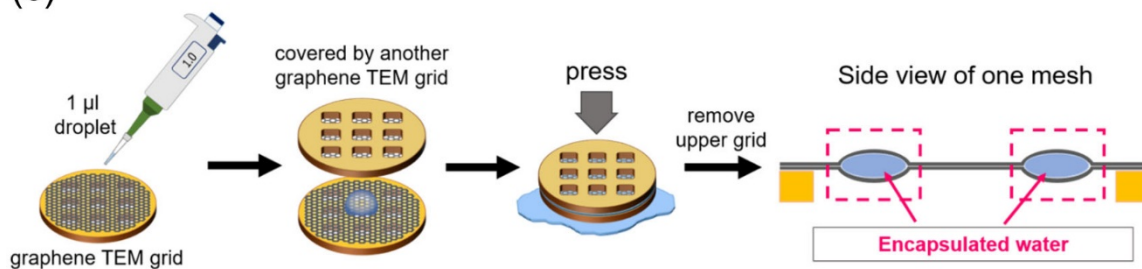 1.0
1 µl
droplet
graphene TEM grid
covered by another
graphene TEM grid
press
remove
upper grid
Side view of one mesh
Encapsulated water